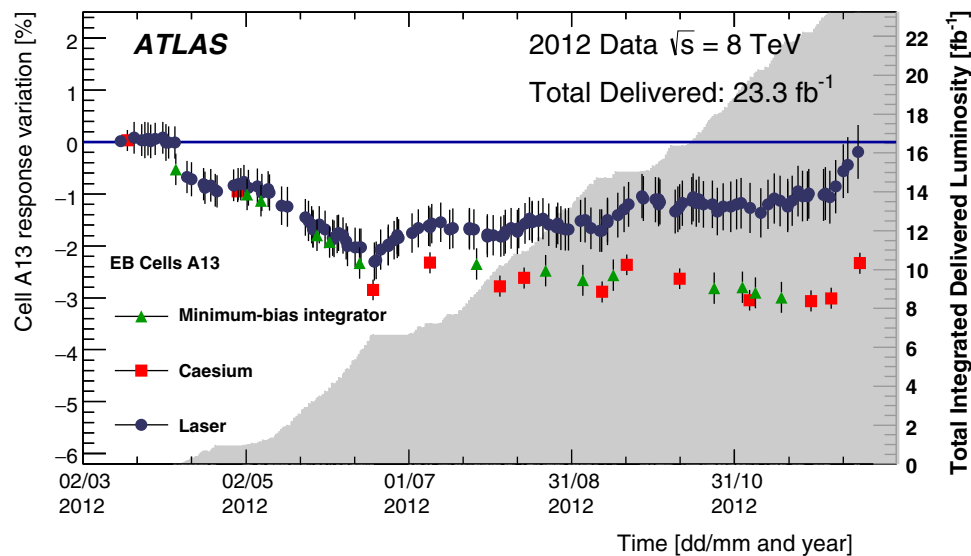 ATLAS
2012 Data √s = 8 TeV
Total Delivered: 23.3 fb⁻¹
Cell A13 response variation [%]
2
1
0
−1
−2
−3
−4
−5
−6
EB Cells A13
Minimum-bias integrator
Caesium
Laser
Total Integrated Delivered Luminosity [fb⁻¹]
22
20
18
16
14
12
10
8
6
4
2
0
02/03 02/05 01/07 31/08 31/10
2012 2012 2012 2012 2012
Time [dd/mm and year]